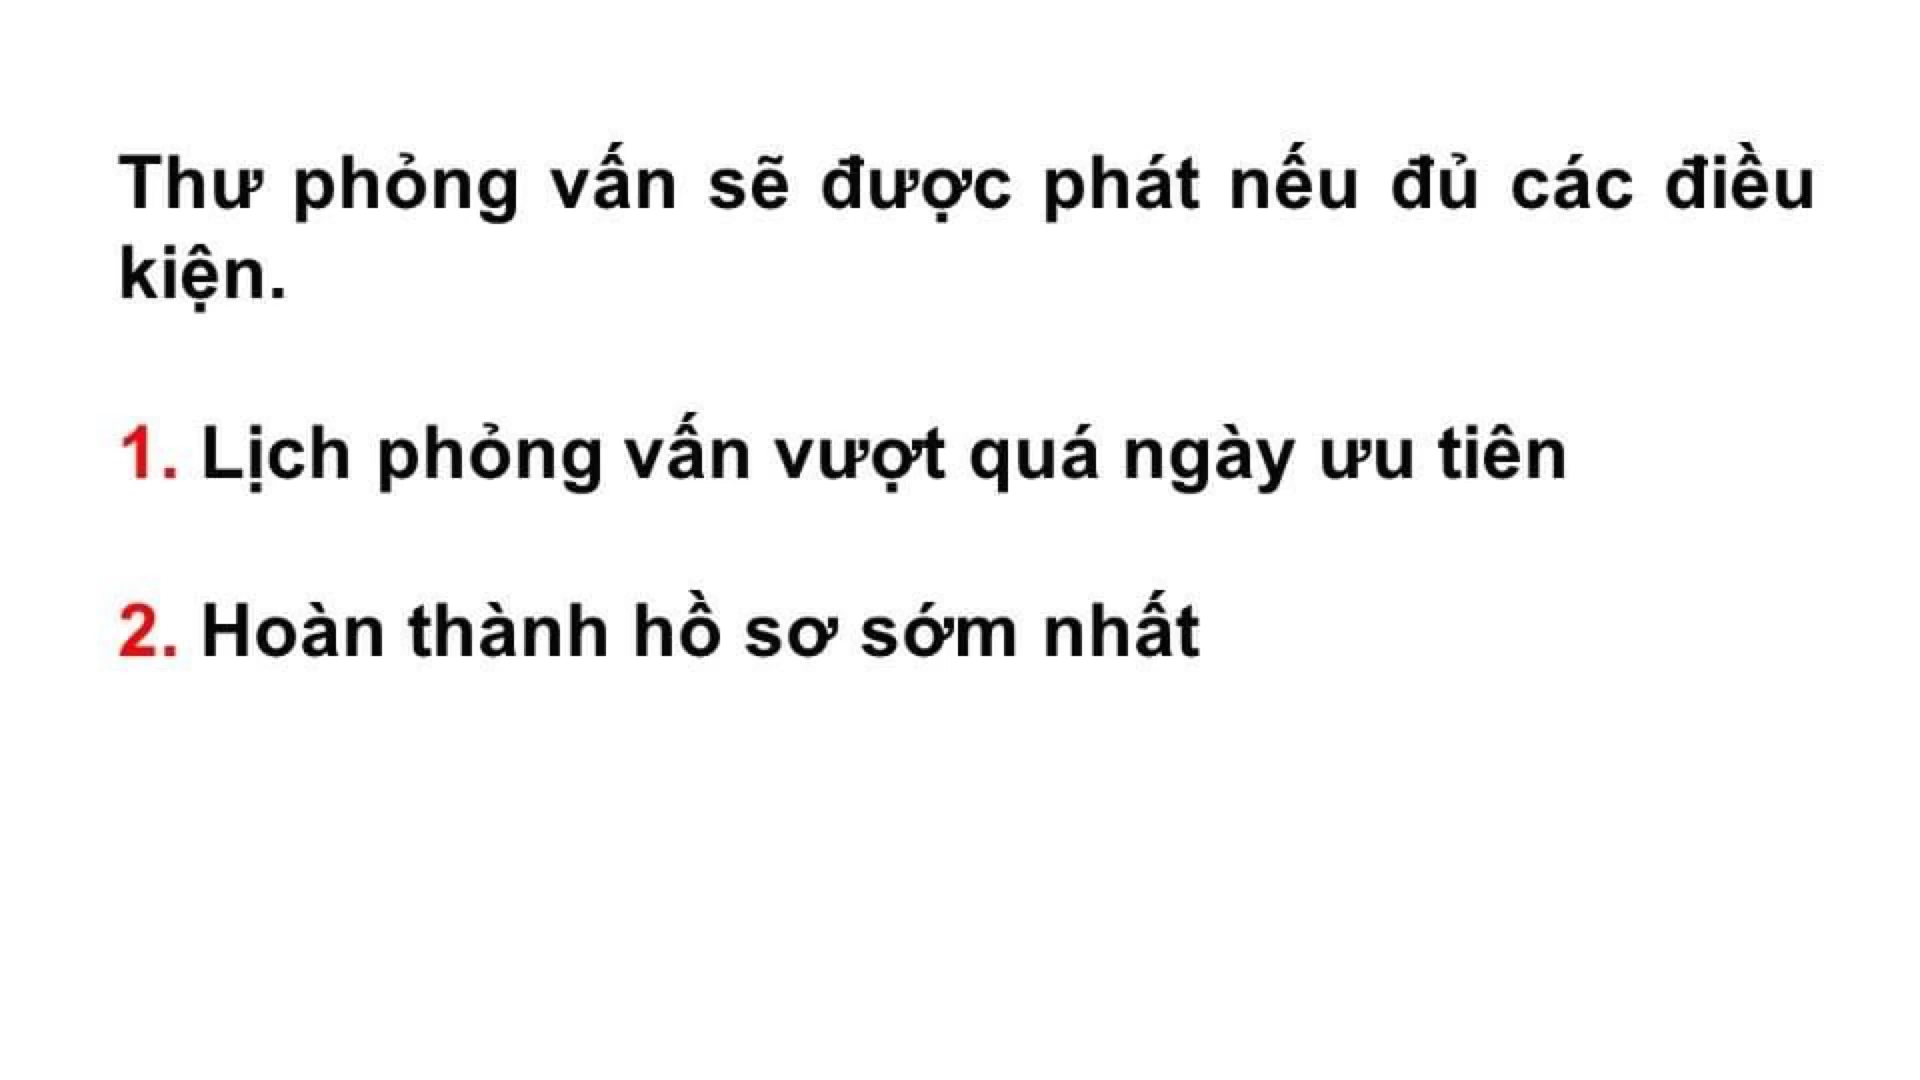 Thư phỏng vấn sẽ được phát nếu đủ các điều
kiện.
1. Lịch phỏng vấn vượt quá ngày ưu tiên
2. Hoàn thành hồ sơ sớm nhất